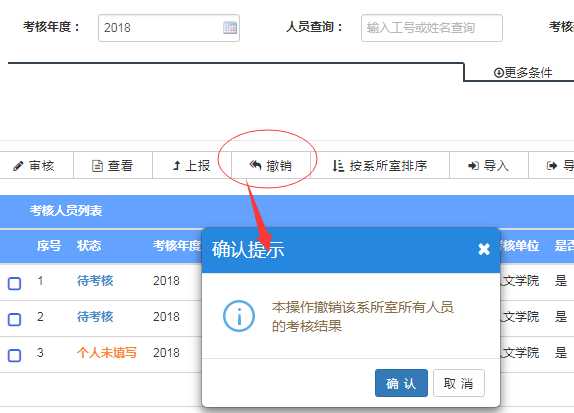 考核年度： 2018 人员查询： 输入工号或姓名查询 考核
更多条件
审核 查看 上报 撤销 按系所室排序 导入 导
考核人员列表
序号 状态 考核年度 核单位 是否
确认提示
1 待考核 2018 文学院 是
2 待考核 2018 文学院 是
3 个人未填写 2018 文学院 是
本操作撤销该系所室所有人员
的考核结果
确 认 取 消